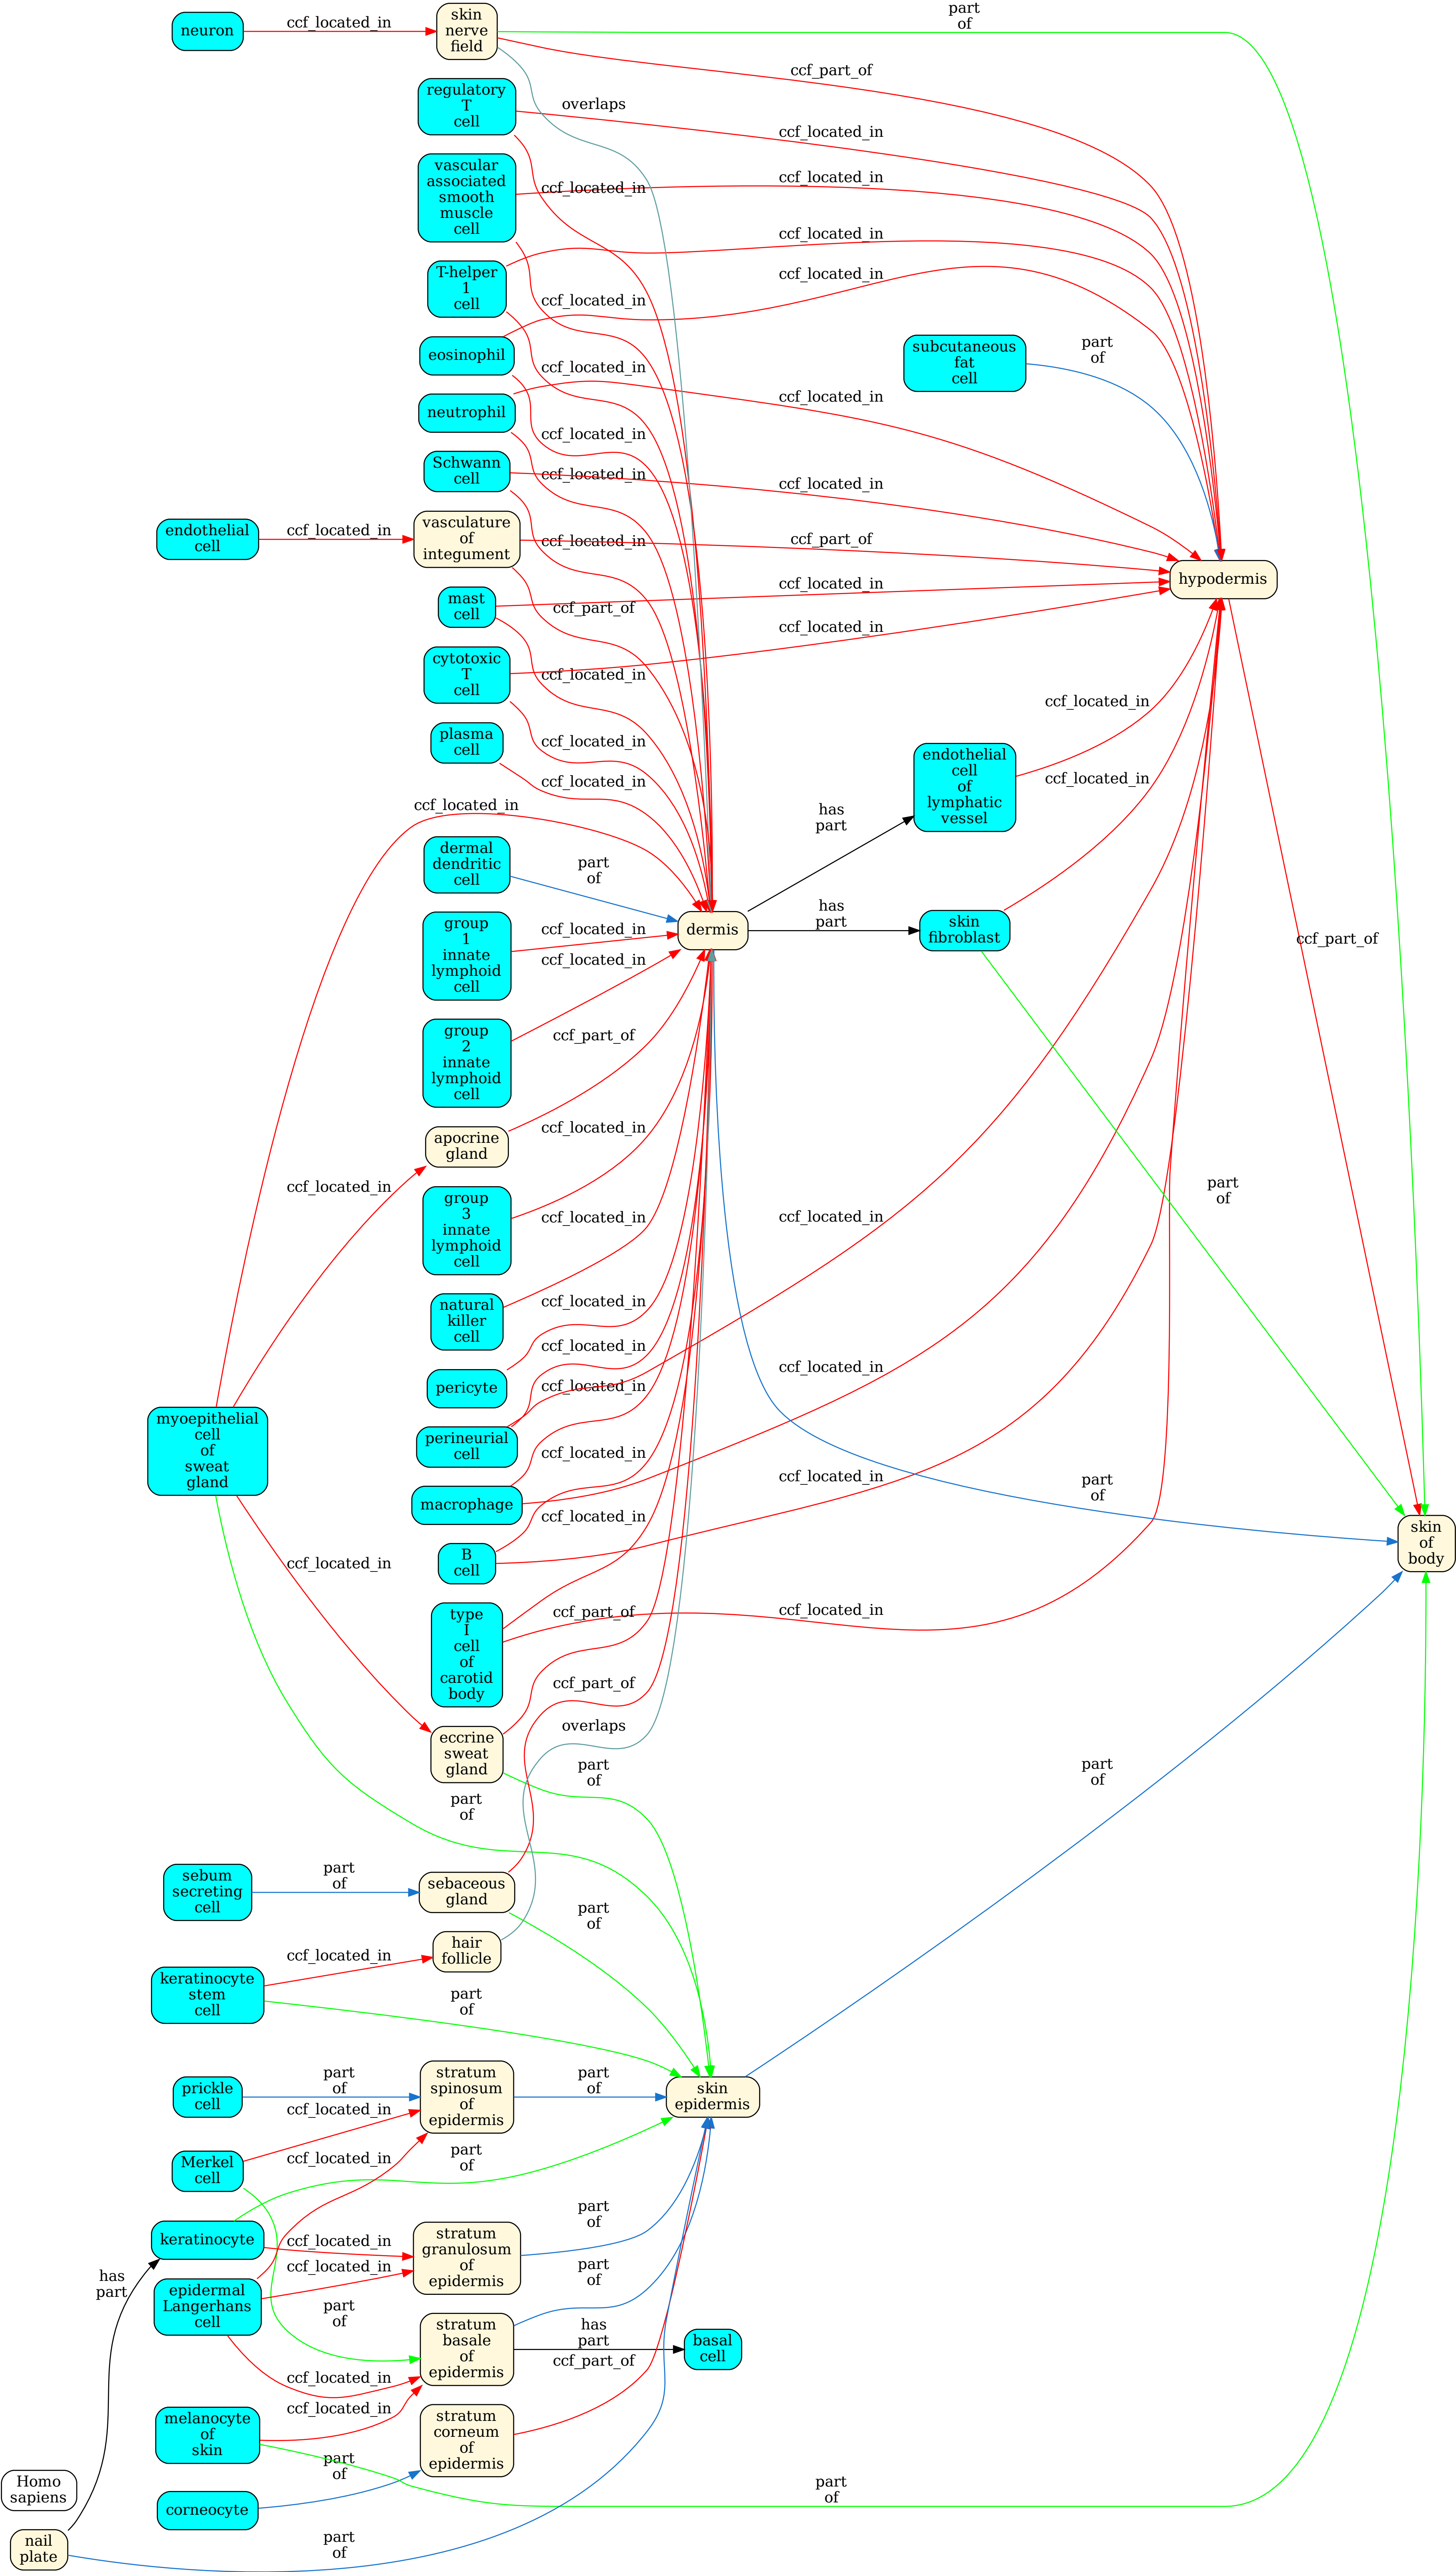 part
of
neuron
ccf_located_in
skin
nerve
field
ccf_part_of
overlaps
regulatory
T
cell
ccf_located_in
vascular
associated
smooth
muscle
cell
ccf_located_in
ccf_located_in
T-helper
1
cell
ccf_located_in
ccf_located_in
ccf_located_in
eosinophil
ccf_located_in
subcutaneous
fat
cell
part
of
neutrophil
ccf_located_in
ccf_located_in
Schwann
cell
ccf_located_in
ccf_located_in
endothelial
cell
ccf_located_in
vasculature
of
integument
ccf_located_in
ccf_part_of
hypodermis
mast
cell
ccf_part_of
ccf_located_in
cytotoxic
T
cell
ccf_located_in
ccf_located_in
plasma
cell
ccf_located_in
ccf_located_in
ccf_located_in
ccf_located_in
endothelial
cell
of
lymphatic
vessel
ccf_located_in
has
part
dermal
dendritic
cell
part
of
group
1
innate
lymphoid
cell
ccf_located_in
dermis
has
part
skin
fibroblast
ccf_part_of
ccf_located_in
group
2
innate
lymphoid
cell
ccf_part_of
apocrine
gland
ccf_located_in
ccf_located_in
group
3
innate
lymphoid
cell
ccf_located_in
ccf_located_in
part
of
natural
killer
cell
ccf_located_in
pericyte
ccf_located_in
ccf_located_in
ccf_located_in
myoepithelial
cell
of
sweat
gland
perineurial
cell
ccf_located_in
macrophage
ccf_located_in
ccf_located_in
part
of
skin
of
body
B
cell
ccf_located_in
type
I
cell
of
carotid
body
ccf_part_of
ccf_located_in
ccf_part_of
eccrine
sweat
gland
overlaps
part
of
part
of
part
of
sebum
secreting
cell
part
of
sebaceous
gland
part
of
hair
follicle
ccf_located_in
keratinocyte
stem
cell
part
of
prickle
cell
part
of
stratum
spinosum
of
epidermis
part
of
skin
epidermis
ccf_located_in
Merkel
cell
ccf_located_in
part
of
keratinocyte
ccf_located_in
stratum
granulosum
of
epidermis
part
of
has
part
epidermal
Langerhans
cell
ccf_located_in
part
of
part
of
stratum
basale
of
epidermis
has
part
basal
cell
ccf_part_of
ccf_located_in
ccf_located_in
melanocyte
of
skin
stratum
corneum
of
epidermis
part
of
part
of
Homo
sapiens
corneocyte
nail
plate
part
of